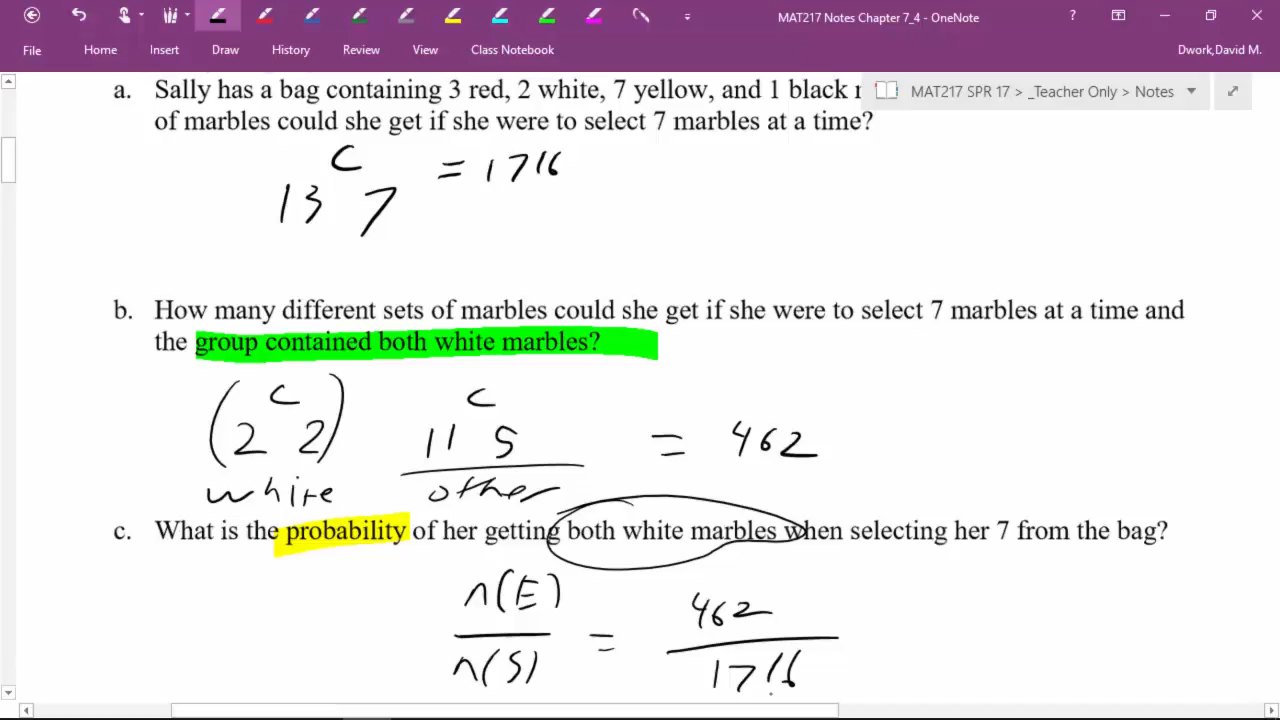 MAT217 Notes Chapter 7_4 - OneNote
?
File Home Insert Draw History Review View Class Notebook
Dwork,David M.
MAT217 SPR 17 > _Teacher Only > Notes
a. Sally has a bag containing 3 red, 2 white, 7 yellow, and 1 black
of marbles could she get if she were to select 7 marbles at a time?
13 C 7 = 1716
b. How many different sets of marbles could she get if she were to select 7 marbles at a time and
the group contained both white marbles?
(2 C 2) 11 C 5 = 462
white other
c. What is the probability of her getting both white marbles when selecting her 7 from the bag?
n(E) 462
=
n(S) 1716